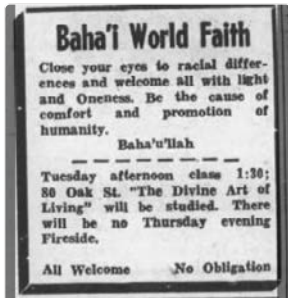 Baha'i World Faith
Close your eyes to racial differ-
ences and welcome all with light
and Oneness. Be the cause of
comfort and promotion of
humanity.
Baha'u'llah
Tuesday afternoon class 1:30;
80 Oak St. "The Divine Art of
Living" will be studied. There
will be no Thursday evening
Fireside.
All Welcome No Obligation